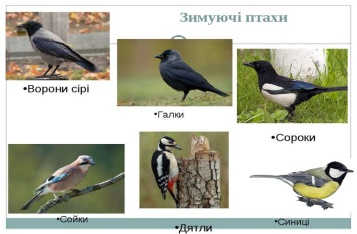 Зимуючі птахи
•Ворони сірі
•Галки
•Сороки
•Сойки
•Дятли
•Синиці